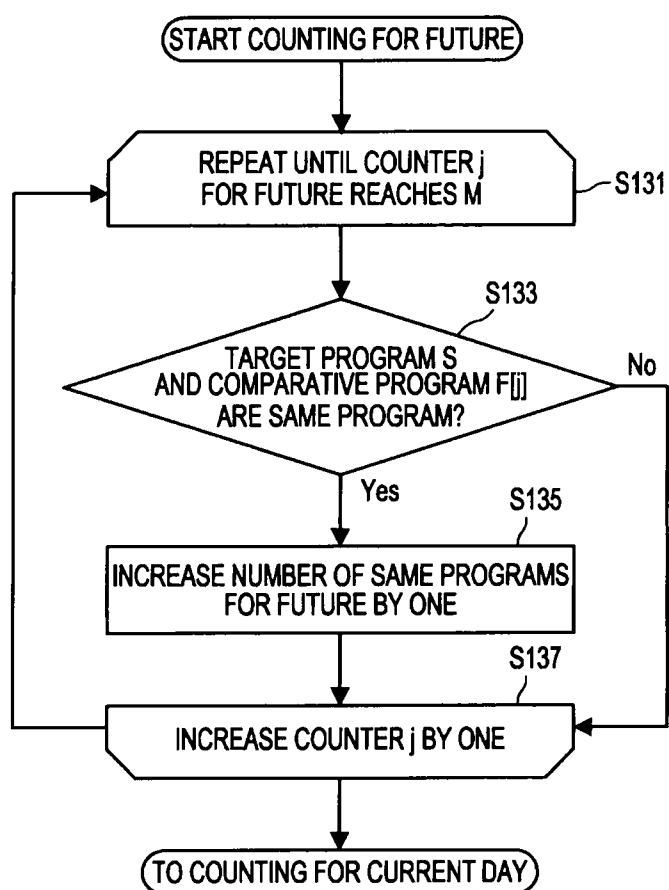 START COUNTING FOR FUTURE
REPEAT UNTIL COUNTER j
FOR FUTURE REACHES M
S131
S133
TARGET PROGRAM S
AND COMPARATIVE PROGRAM F[j]
ARE SAME PROGRAM?
No
Yes
S135
INCREASE NUMBER OF SAME PROGRAMS
FOR FUTURE BY ONE
S137
INCREASE COUNTER j BY ONE
TO COUNTING FOR CURRENT DAY